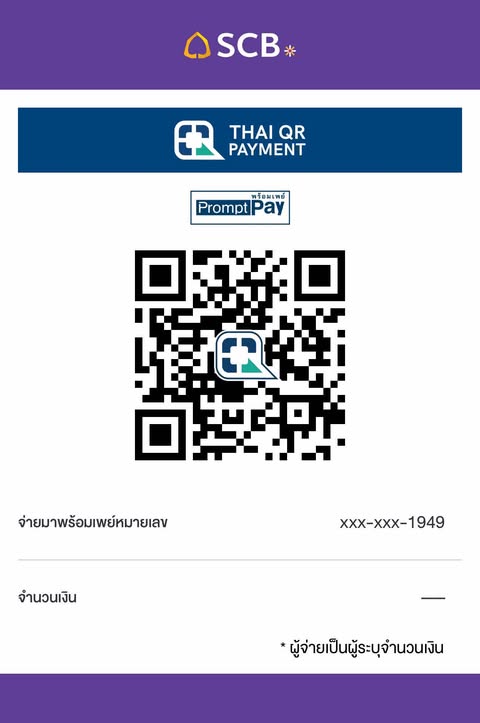 SCB
THAI QR
PAYMENT
พร้อมเพย์
PromptPay
จ่ายมาพร้อมเพย์หมายเลข xxx-xxx-1949
จำนวนเงิน —
* ผู้จ่ายเป็นผู้ระบุจำนวนเงิน